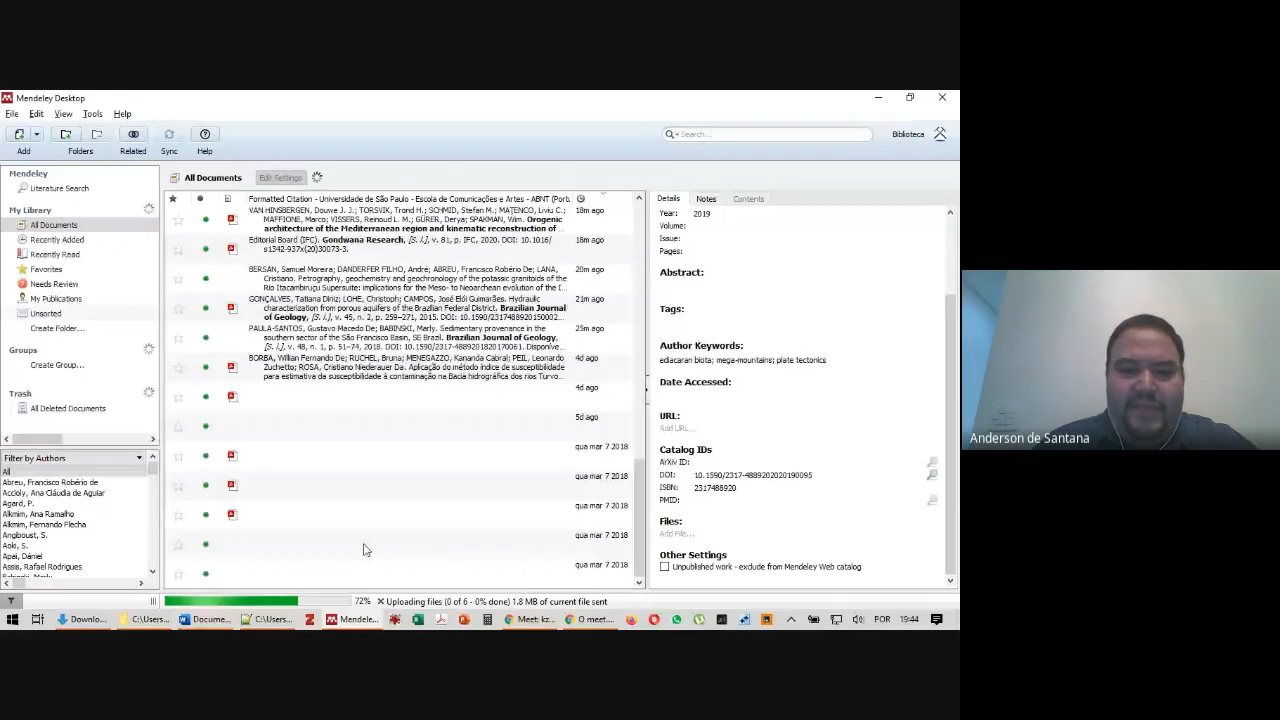 Mendeley Desktop
File Edit View Tools Help
Search...
Biblioteca
Add Folders Related Sync Help
Mendeley
Literature Search
My Library
All Documents
Recently Added
Recently Read
Favorites
Needs Review
My Publications
Unsorted
Create Folder...
Groups
Create Group...
Trash
All Deleted Documents
Filter by Authors
All
Abreu, Francisco Robério de
Accioly, Ana Cláudia de Aguiar
Agard, P.
Alkmim, Ana Ramalho
Alkmim, Fernando Flecha
Angiboust, S.
Aoki, S.
Apai, Dániel
Assis, Rafael Rodrigues
All Documents Edit Settings
Formatted Citation - Universidade de São Paulo - Escola de Comunicações e Artes - ABNT (Port
VAN HINSBERGEN, Douwe J. J.; TORSVIK, Trond H.; SCHMID, Stefan M.; MAŢENCO, Liviu C.; 18m ago
MAFFIONE, Marco; VISSERS, Reinoud L. M.; GÜRER, Derya; SPAKMAN, Wim. Orogenic
architecture of the Mediterranean region and kinematic reconstruction of
Editorial Board (IFC). Gondwana Research, [S. l.], v. 81, p. IFC, 2020. DOI: 10.1016/ 18m ago
s1342-937x(20)30073-3.
BERSAN, Samuel Moreira; DANDERFER FILHO, André; ABREU, Francisco Robério De; LANA, 20m ago
Cristiano. Petrography, geochemistry and geochronology of the potassic granitoids of the
Rio Itacambiriçu Supersuite: implications for the Meso- to Neoarchean evolution of the I...
GONÇALVES, Tatiana Diniz; LOHE, Christoph; CAMPOS, José Elói Guimarães. Hydraulic 21m ago
characterization from porous aquifers of the Brazilian Federal District. Brazilian Journal
of Geology, [S. l.], v. 45, n. 2, p. 259–271, 2015. DOI: 10.1590/2317488920150002...
PAULA-SANTOS, Gustavo Macedo De; BABINSKI, Marly. Sedimentary provenance in the 25m ago
southern sector of the São Francisco Basin, SE Brazil. Brazilian Journal of Geology,
[S. l.], v. 48, n. 1, p. 51–74, 2018. DOI: 10.1590/2317-4889201820170061. Disponíve...
BORBA, Willian Fernando De; RUCHEL, Bruna; MENEGAZZO, Kananda Cabral; PEIL, Leonardo 4d ago
Zuchetto; ROSA, Cristiano Niederauer Da. Aplicação do método índice de susceptibilidade
para estimativa da susceptibilidade à contaminação na Bacia hidrográfica dos rios Turvo...
4d ago
5d ago
qua mar 7 2018
qua mar 7 2018
qua mar 7 2018
qua mar 7 2018
qua mar 7 2018
Details Notes Contents
Year: 2019
Volume:
Issue:
Pages:
Abstract:
Tags:
Author Keywords:
ediacaran biota; mega-mountains; plate tectonics
Date Accessed:
URL:
Add URL...
Catalog IDs
ArXiv ID:
DOI: 10.1590/2317-4889202020190095
ISBN: 2317488920
PMID:
Files:
Add File...
Other Settings
Unpublished work - exclude from Mendeley Web catalog
72% Uploading files (0 of 6 - 0% done) 1.8 MB of current file sent
Downlo... C:\Users... Docume... C:\Users... Mendele... Meet: kz... O meet.... POR 19:44
Anderson de Santana